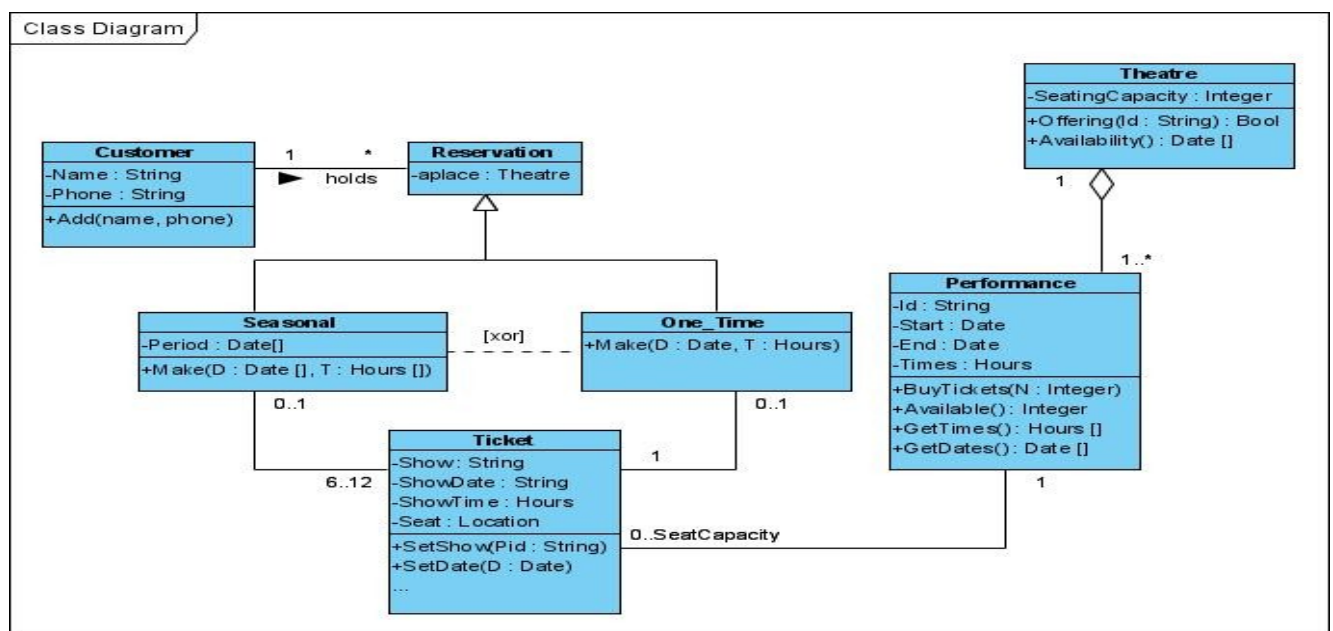 Class Diagram
Theatre
-SeatingCapacity : Integer
+Offering(Id : String) : Bool
+Availability() : Date []
1
1..*
Customer
-Name : String
-Phone : String
+Add(name, phone)
1
*
holds
Reservation
-aplace : Theatre
Seasonal
-Period : Date[]
+Make(D : Date [], T : Hours [])
0..1
[xor]
One_Time
+Make(D : Date, T : Hours)
0..1
Performance
-Id : String
-Start : Date
-End : Date
-Times : Hours
+BuyTickets(N : Integer)
+Available() : Integer
+GetTimes() : Hours []
+GetDates() : Date []
1
Ticket
-Show: String
-ShowDate : String
-ShowTime : Hours
-Seat : Location
+SetShow(Pid : String)
+SetDate(D : Date)
...
6..12
1
0..SeatCapacity